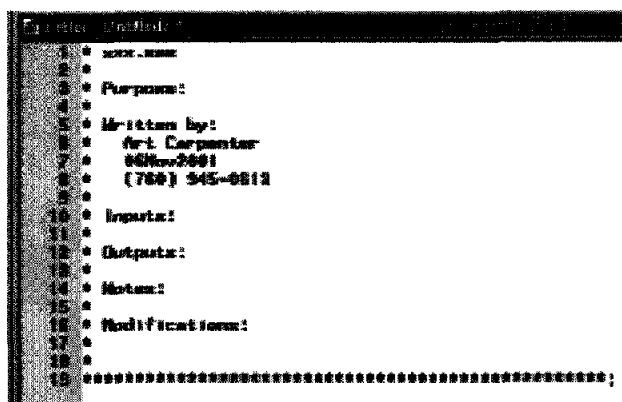 Editor - Untitled
1 * xxx.xxx
2 *
3 * Purpose:
4 *
5 * Written by:
6 * Art Carpenter
7 * 06Nov2001
8 * (760) 945-0613
9 *
10 * Inputs:
11 *
12 * Outputs:
13 *
14 * Notes:
15 *
16 * Modifications:
17 *
18 *
19 **************************************************;